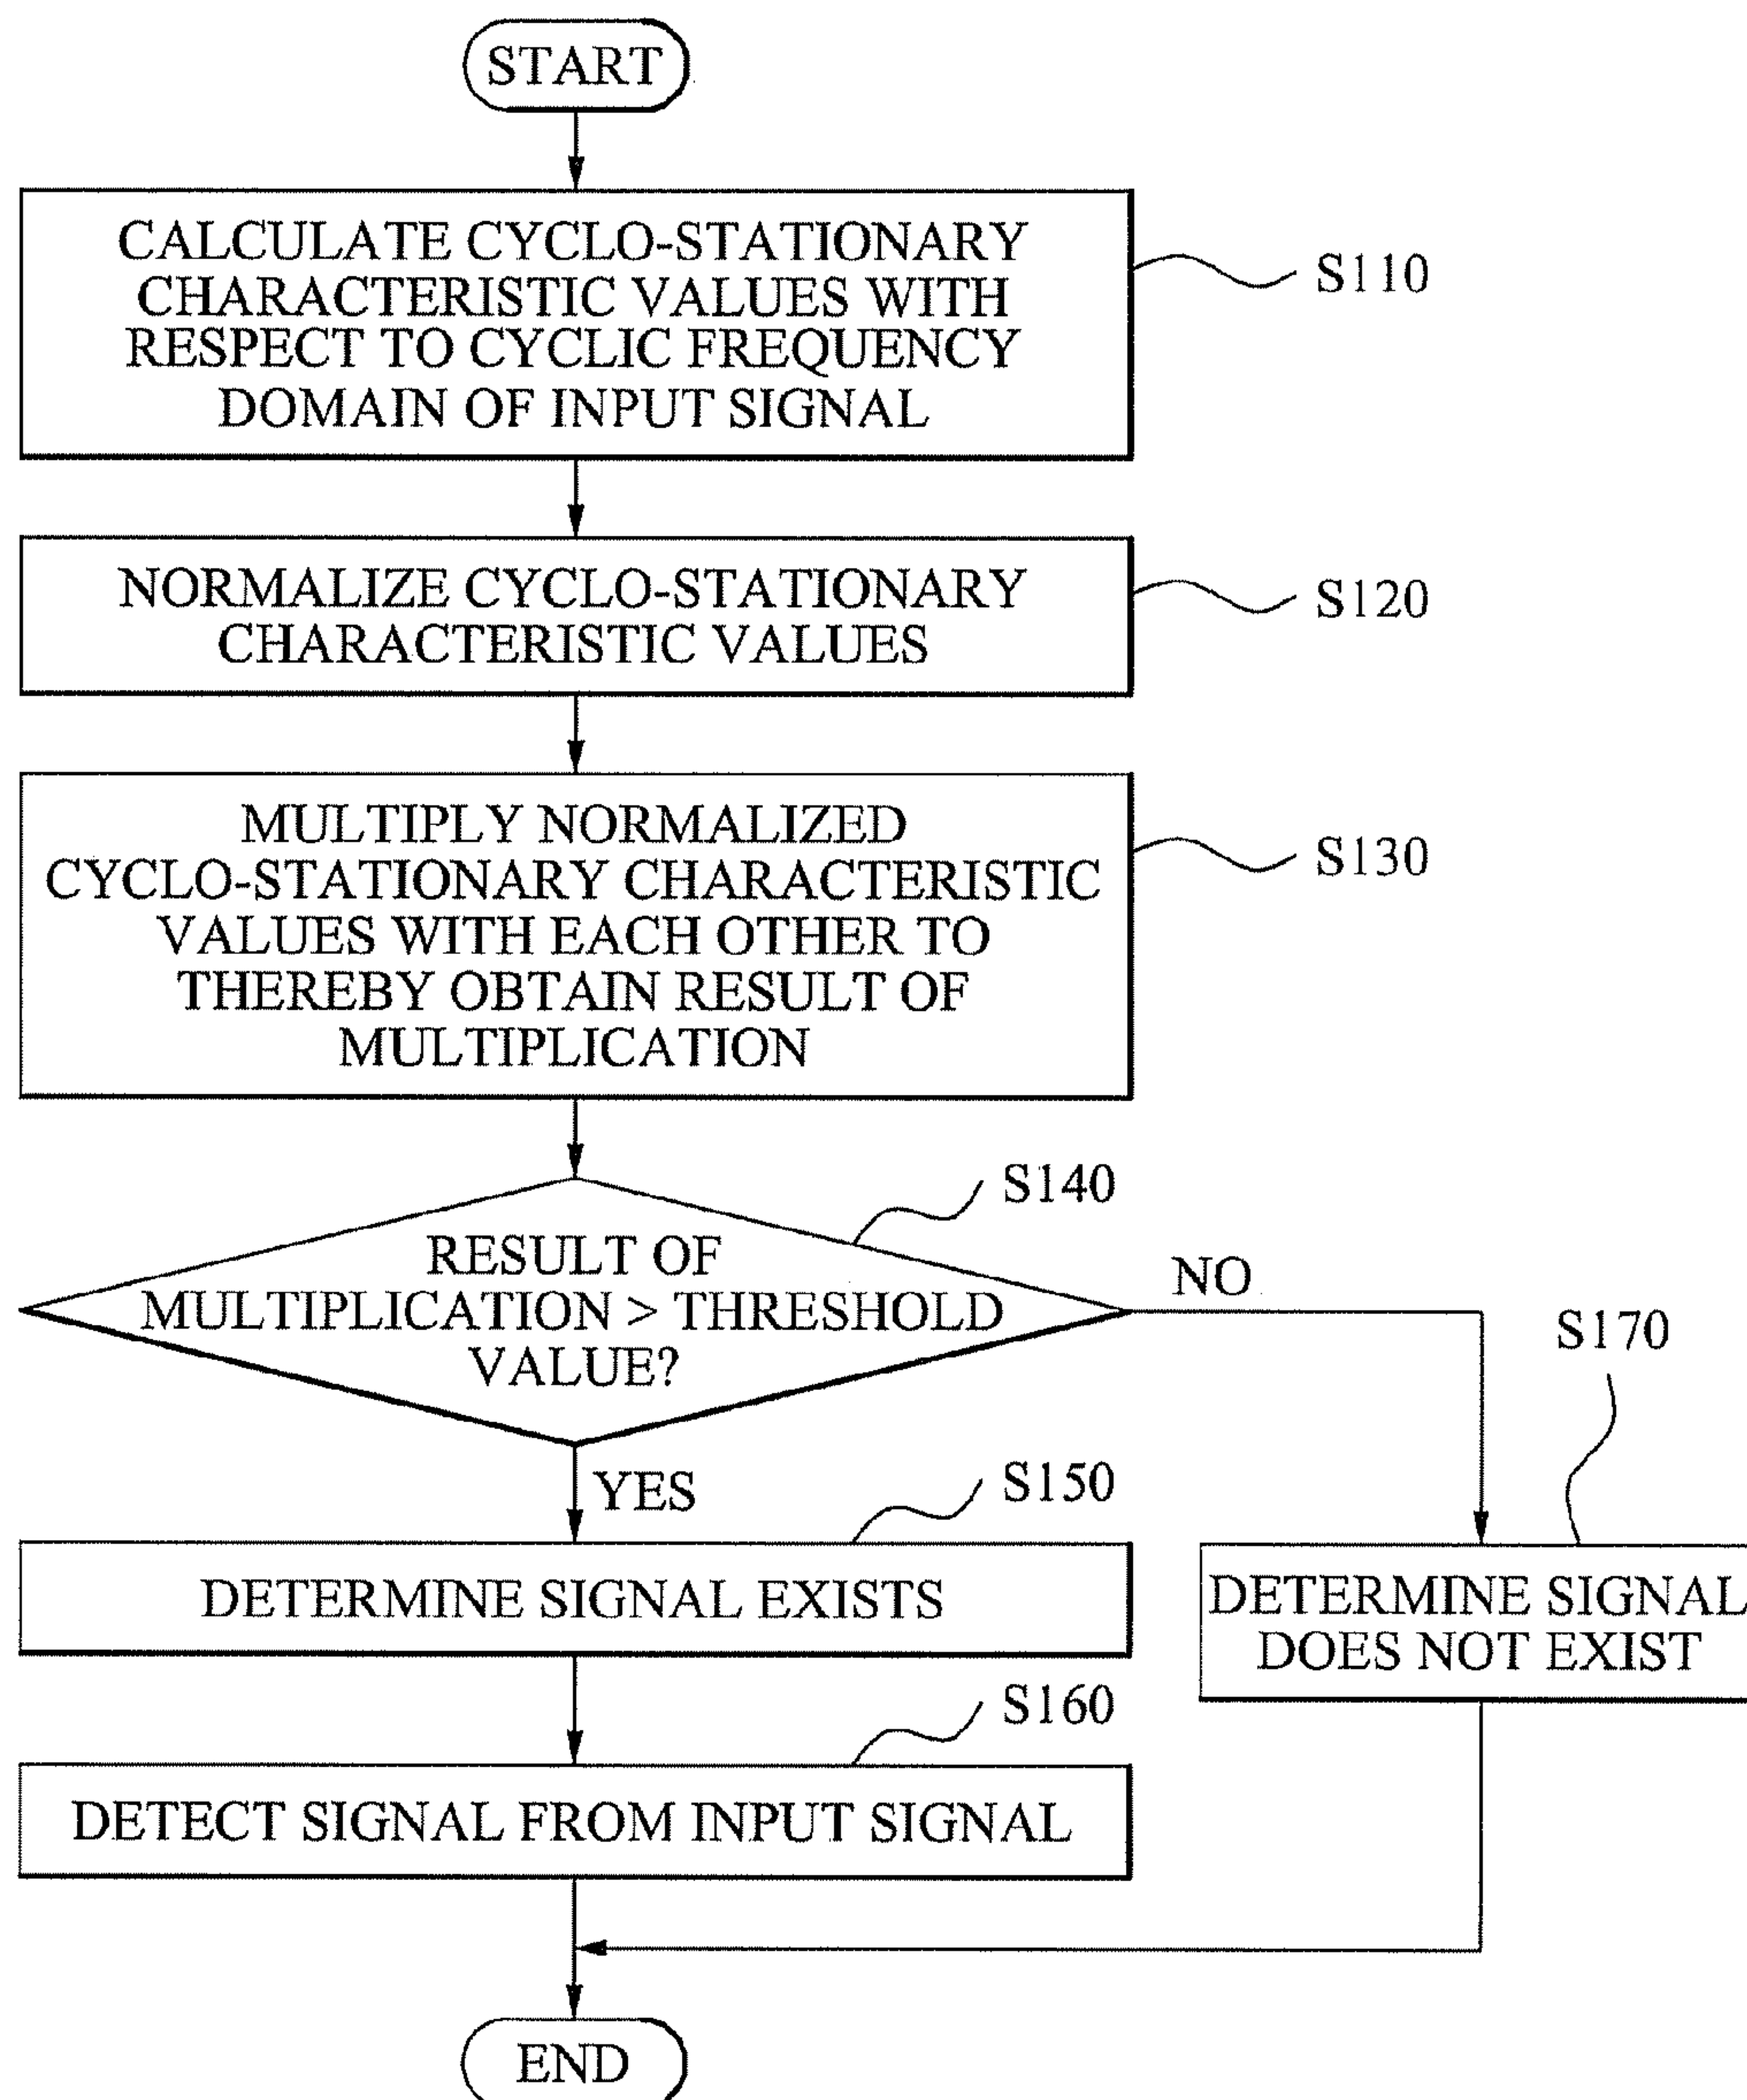 START
CALCULATE CYCLO-STATIONARY
CHARACTERISTIC VALUES WITH
RESPECT TO CYCLIC FREQUENCY
DOMAIN OF INPUT SIGNAL
S110
NORMALIZE CYCLO-STATIONARY
CHARACTERISTIC VALUES
S120
MULTIPLY NORMALIZED
CYCLO-STATIONARY CHARACTERISTIC
VALUES WITH EACH OTHER TO
THEREBY OBTAIN RESULT OF
MULTIPLICATION
S130
S140
RESULT OF
MULTIPLICATION > THRESHOLD
VALUE?
NO
S170
YES
S150
DETERMINE SIGNAL EXISTS
DETERMINE SIGNAL
DOES NOT EXIST
S160
DETECT SIGNAL FROM INPUT SIGNAL
END